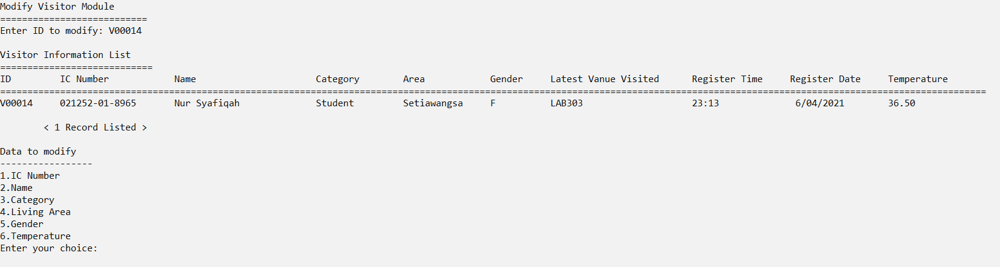 Modify Visitor Module
===========================
Enter ID to modify: V00014
Visitor Information List
============================
ID         IC Number            Name                      Category        Area            Gender     Latest Vanue Visited      Register Time     Register Date     Temperature
=====================================================================================================================================================================================
V00014     021252-01-8965       Nur Syafiqah              Student         Setiawangsa     F          LAB303                    23:13              6/04/2021        36.50
        < 1 Record Listed >
Data to modify
-----------------
1.IC Number
2.Name
3.Category
4.Living Area
5.Gender
6.Temperature
Enter your choice: